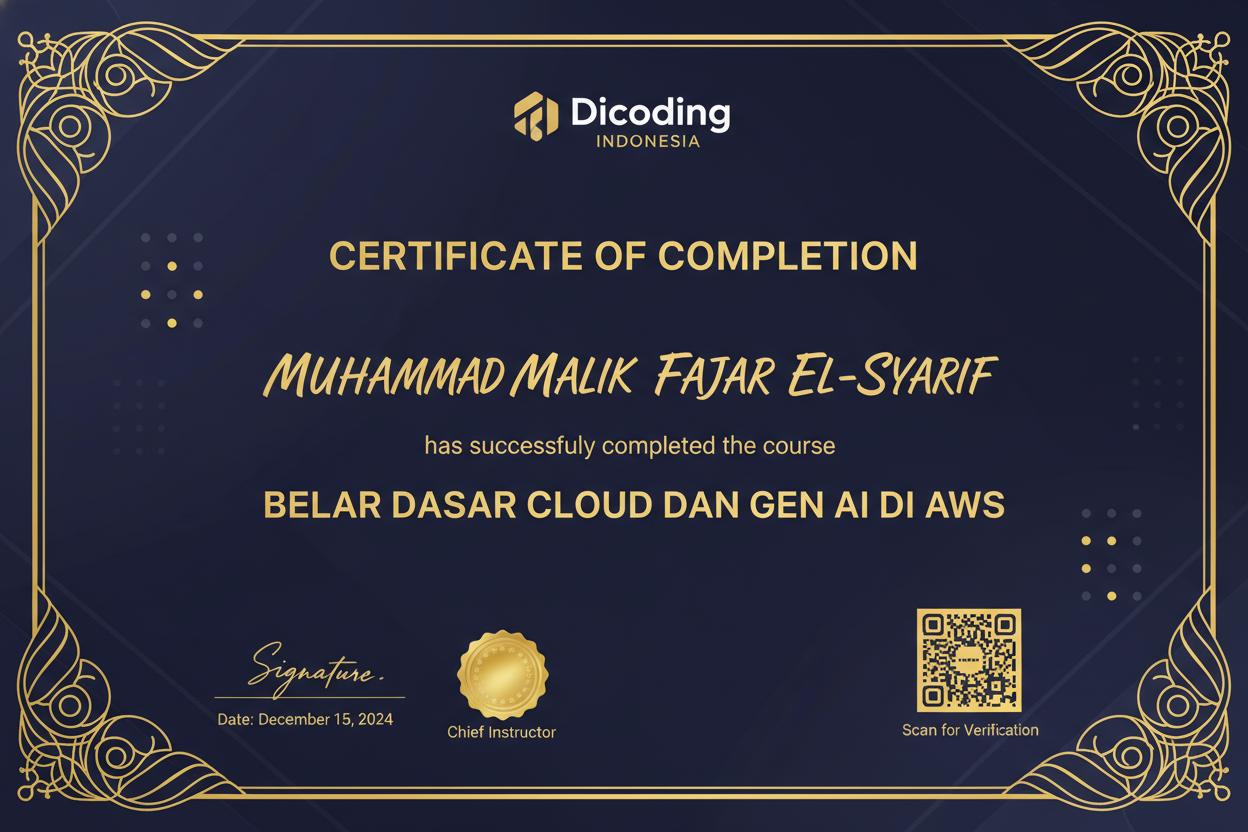 Dicoding
INDONESIA
CERTIFICATE OF COMPLETION
MUHAMMAD MALIK FAJAR EL-SYARIF
has successfuly completed the course
BELAR DASAR CLOUD DAN GEN AI DI AWS
Signature.
Date: December 15, 2024
Chief Instructor
Scan for Verification